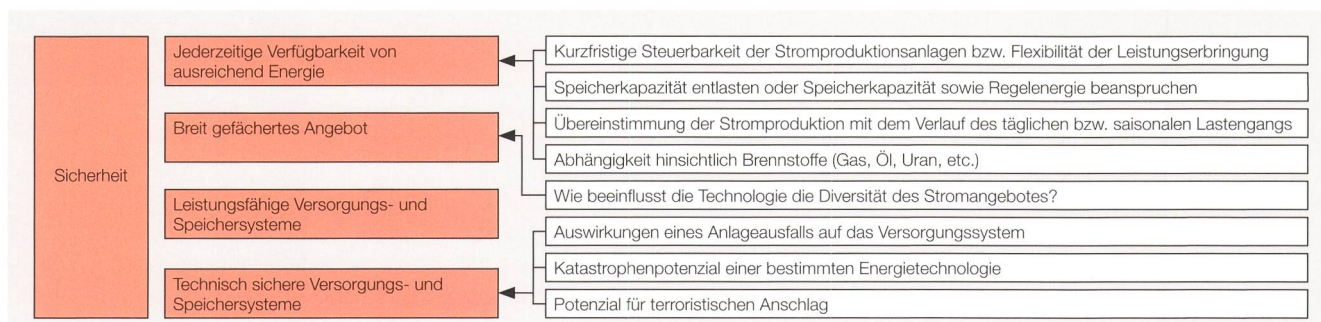 Sicherheit
Jederzeitige Verfügbarkeit von
ausreichend Energie
Breit gefächertes Angebot
Leistungsfähige Versorgungs- und
Speichersysteme
Technisch sichere Versorgungs- und
Speichersysteme
Kurzfristige Steuerbarkeit der Stromproduktionsanlagen bzw. Flexibilität der Leistungserbringung
Speicherkapazität entlasten oder Speicherkapazität sowie Regelenergie beanspruchen
Übereinstimmung der Stromproduktion mit dem Verlauf des täglichen bzw. saisonalen Lastengangs
Abhängigkeit hinsichtlich Brennstoffe (Gas, Öl, Uran, etc.)
Wie beeinflusst die Technologie die Diversität des Stromangebotes?
Auswirkungen eines Anlageausfalls auf das Versorgungssystem
Katastrophenpotenzial einer bestimmten Energietechnologie
Potenzial für terroristischen Anschlag